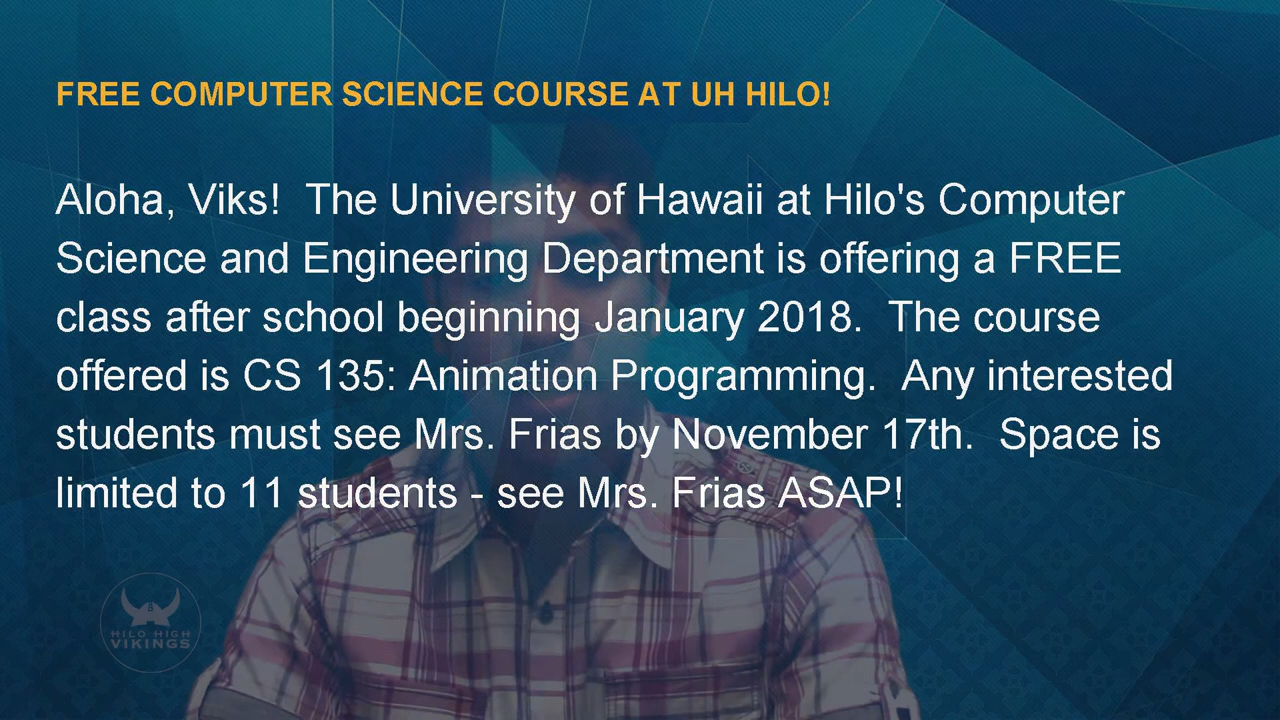 FREE COMPUTER SCIENCE COURSE AT UH HILO!
Aloha, Viks!  The University of Hawaii at Hilo's Computer
Science and Engineering Department is offering a FREE
class after school beginning January 2018.  The course
offered is CS 135: Animation Programming.  Any interested
students must see Mrs. Frias by November 17th.  Space is
limited to 11 students - see Mrs. Frias ASAP!
HILO HIGH
VIKINGS